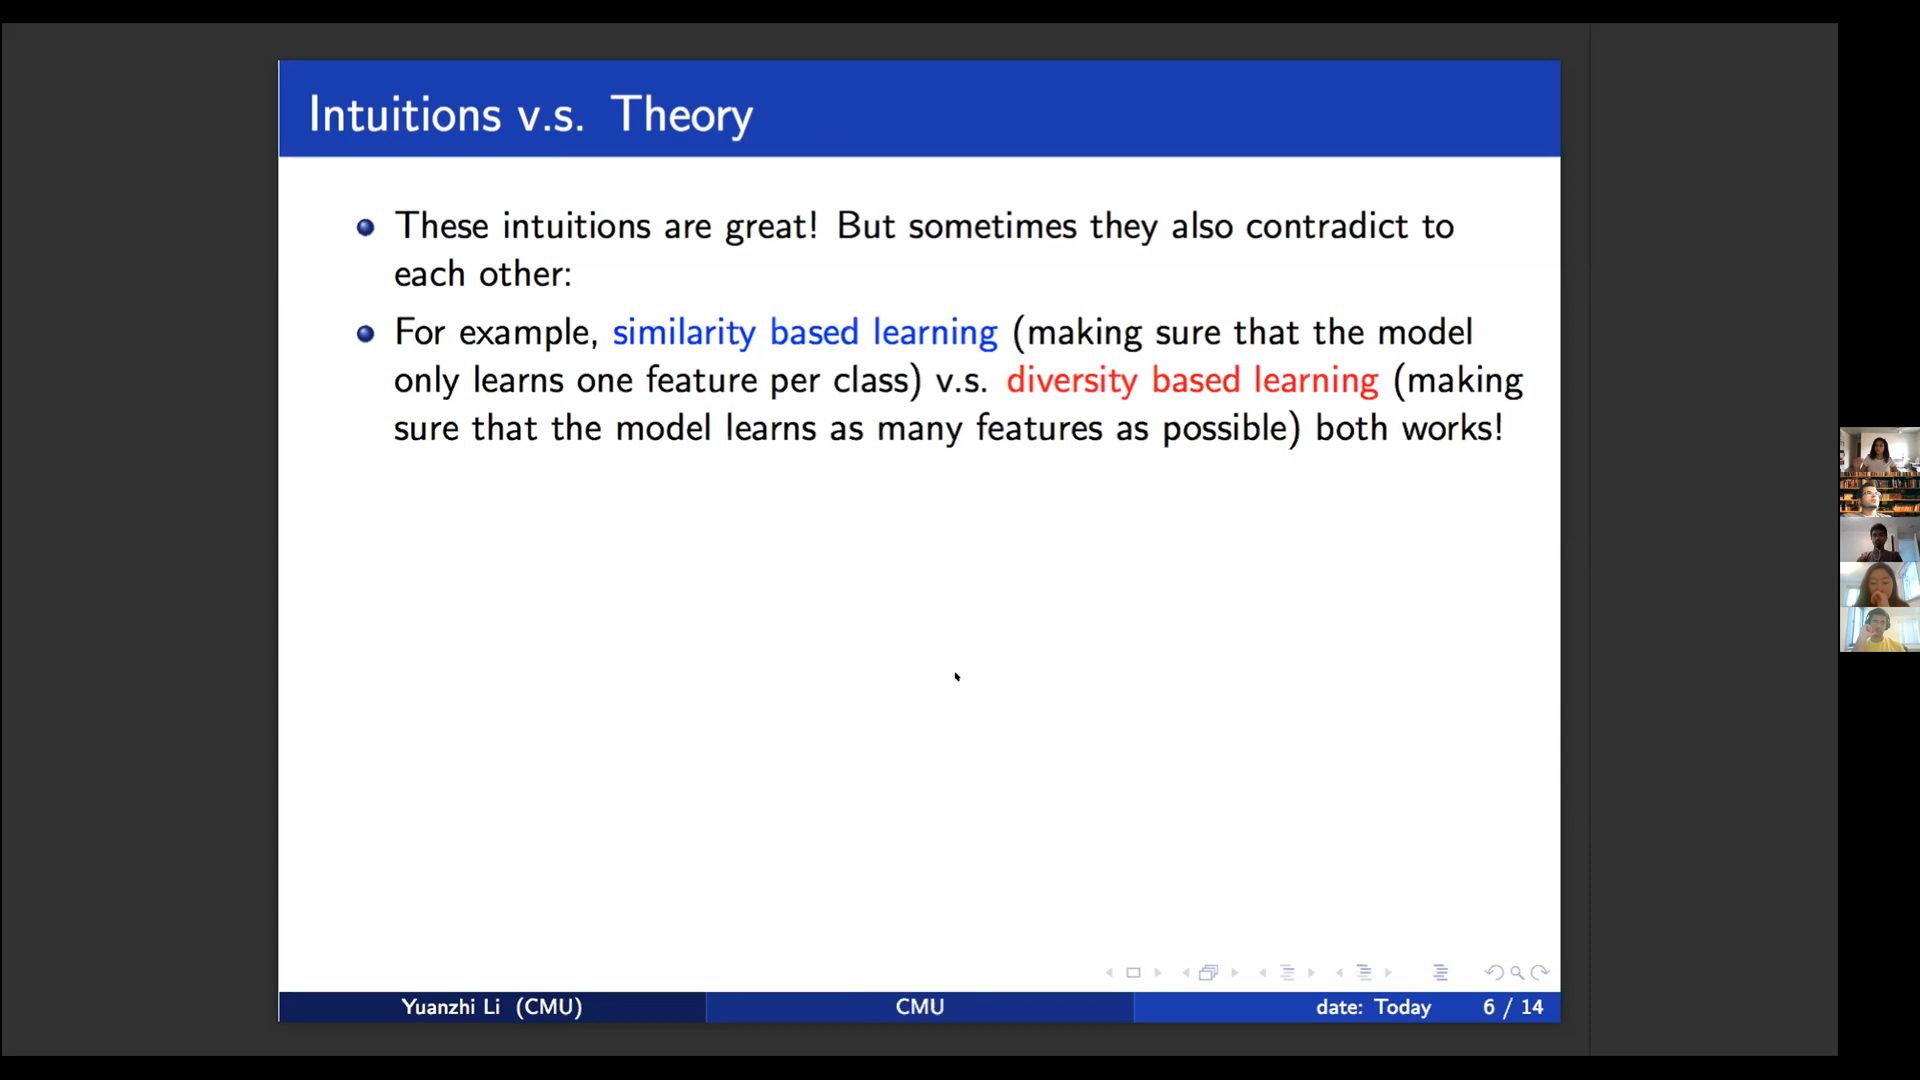 Intuitions v.s. Theory
These intuitions are great! But sometimes they also contradict to
each other:
For example, similarity based learning (making sure that the model
only learns one feature per class) v.s. diversity based learning (making
sure that the model learns as many features as possible) both works!
Yuanzhi Li (CMU) CMU date: Today 6 / 14